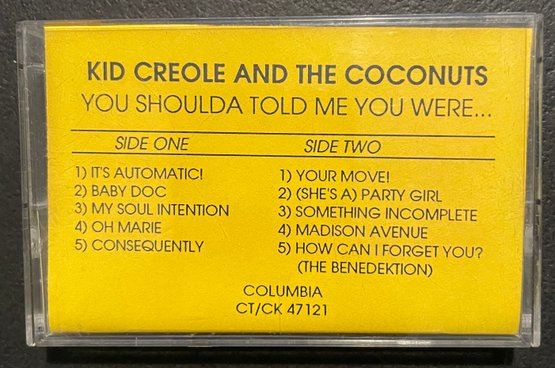 KID CREOLE AND THE COCONUTS
YOU SHOULDA TOLD ME YOU WERE...
SIDE ONE
1) IT'S AUTOMATIC!
2) BABY DOC
3) MY SOUL INTENTION
4) OH MARIE
5) CONSEQUENTLY
SIDE TWO
1) YOUR MOVE!
2) (SHE'S A) PARTY GIRL
3) SOMETHING INCOMPLETE
4) MADISON AVENUE
5) HOW CAN I FORGET YOU?
(THE BENEDEKTION)
COLUMBIA
CT/CK 47121